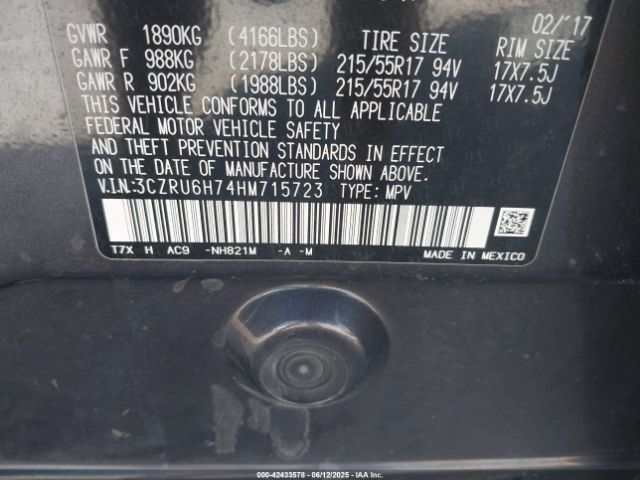 02/'17
GVWR 1890KG (4166LBS) TIRE SIZE RIM SIZE
GAWR F 988KG (2178LBS) 215/55R17 94V 17X7.5J
GAWR R 902KG (1988LBS) 215/55R17 94V 17X7.5J
THIS VEHICLE CONFORMS TO ALL APPLICABLE
FEDERAL MOTOR VEHICLE SAFETY
AND THEFT PREVENTION STANDARDS IN EFFECT
ON THE DATE OF MANUFACTURE SHOWN ABOVE.
V.I.N:3CZRU6H74HM715723 TYPE: MPV
T7X H AC9 -NH821M -A -M MADE IN MEXICO
000-42433578 | 06/12/2025 - IAA Inc.